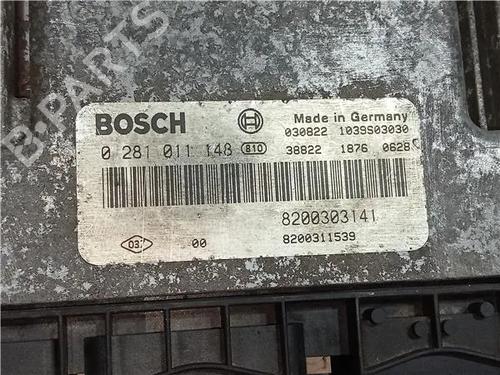 B-PARTS
BOSCH
Made in Germany
030822 1039S03030
0 281 011 148 810 38822 1876 0628
8200303141
03 00 8200311539